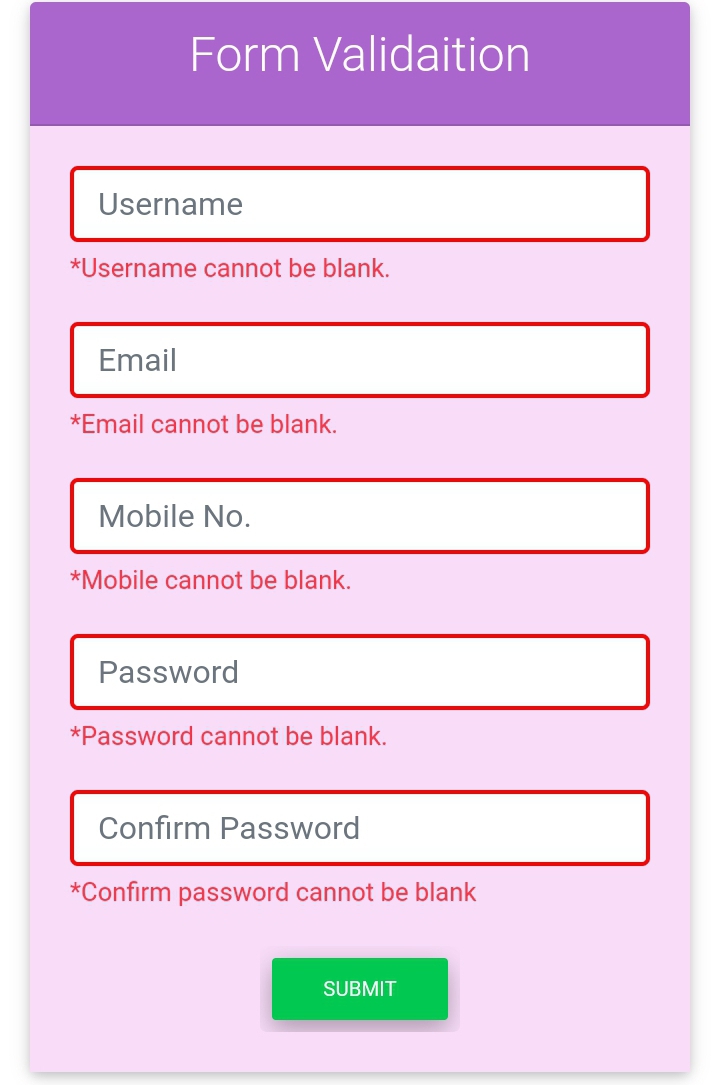 Form Validaition
Username
*Username cannot be blank.
Email
*Email cannot be blank.
Mobile No.
*Mobile cannot be blank.
Password
*Password cannot be blank.
Confirm Password
*Confirm password cannot be blank
SUBMIT